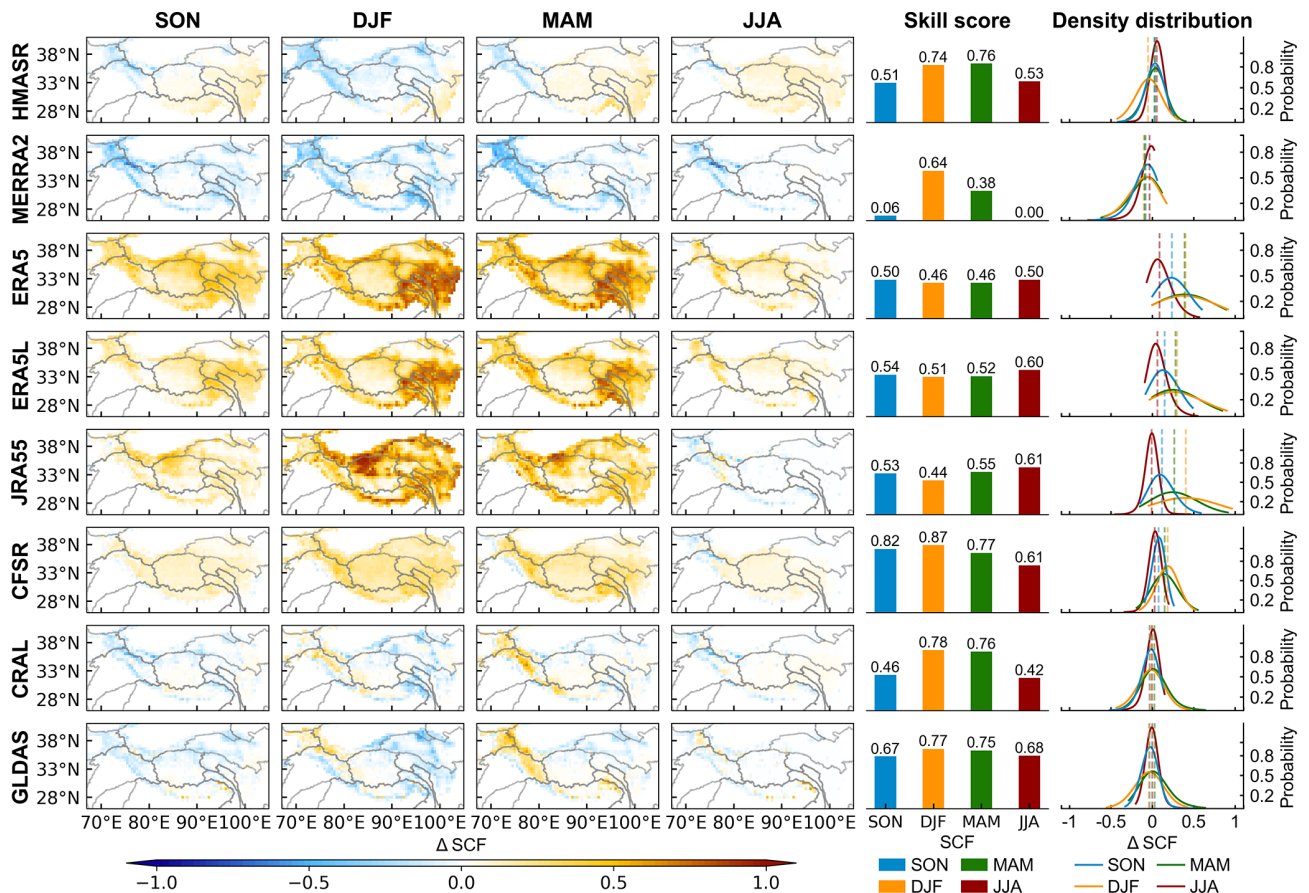 SON DJF MAM JJA Skill score Density distribution
HMASR
38°N
33°N
28°N
0.51 0.74 0.76 0.53
0.8
0.5
0.2
Probability
MERRA2
38°N
33°N
28°N
0.06 0.64 0.38 0.00
0.8
0.5
0.2
Probability
ERA5
38°N
33°N
28°N
0.50 0.46 0.46 0.50
0.8
0.5
0.2
Probability
ERA5L
38°N
33°N
28°N
0.54 0.51 0.52 0.60
0.8
0.5
0.2
Probability
JRA55
38°N
33°N
28°N
0.53 0.44 0.55 0.61
0.8
0.5
0.2
Probability
CFSR
38°N
33°N
28°N
0.82 0.87 0.77 0.61
0.8
0.5
0.2
Probability
CRAL
38°N
33°N
28°N
0.46 0.78 0.76 0.42
0.8
0.5
0.2
Probability
GLDAS
38°N
33°N
28°N
0.67 0.77 0.75 0.68
0.8
0.5
0.2
Probability
70°E 80°E 90°E 100°E 70°E 80°E 90°E 100°E 70°E 80°E 90°E 100°E 70°E 80°E 90°E 100°E SON DJF MAM JJA -1 -0.5 0 0.5 1
Δ SCF SCF Δ SCF
−1.0 −0.5 0.0 0.5 1.0
SON MAM
DJF JJA
SON MAM
DJF JJA